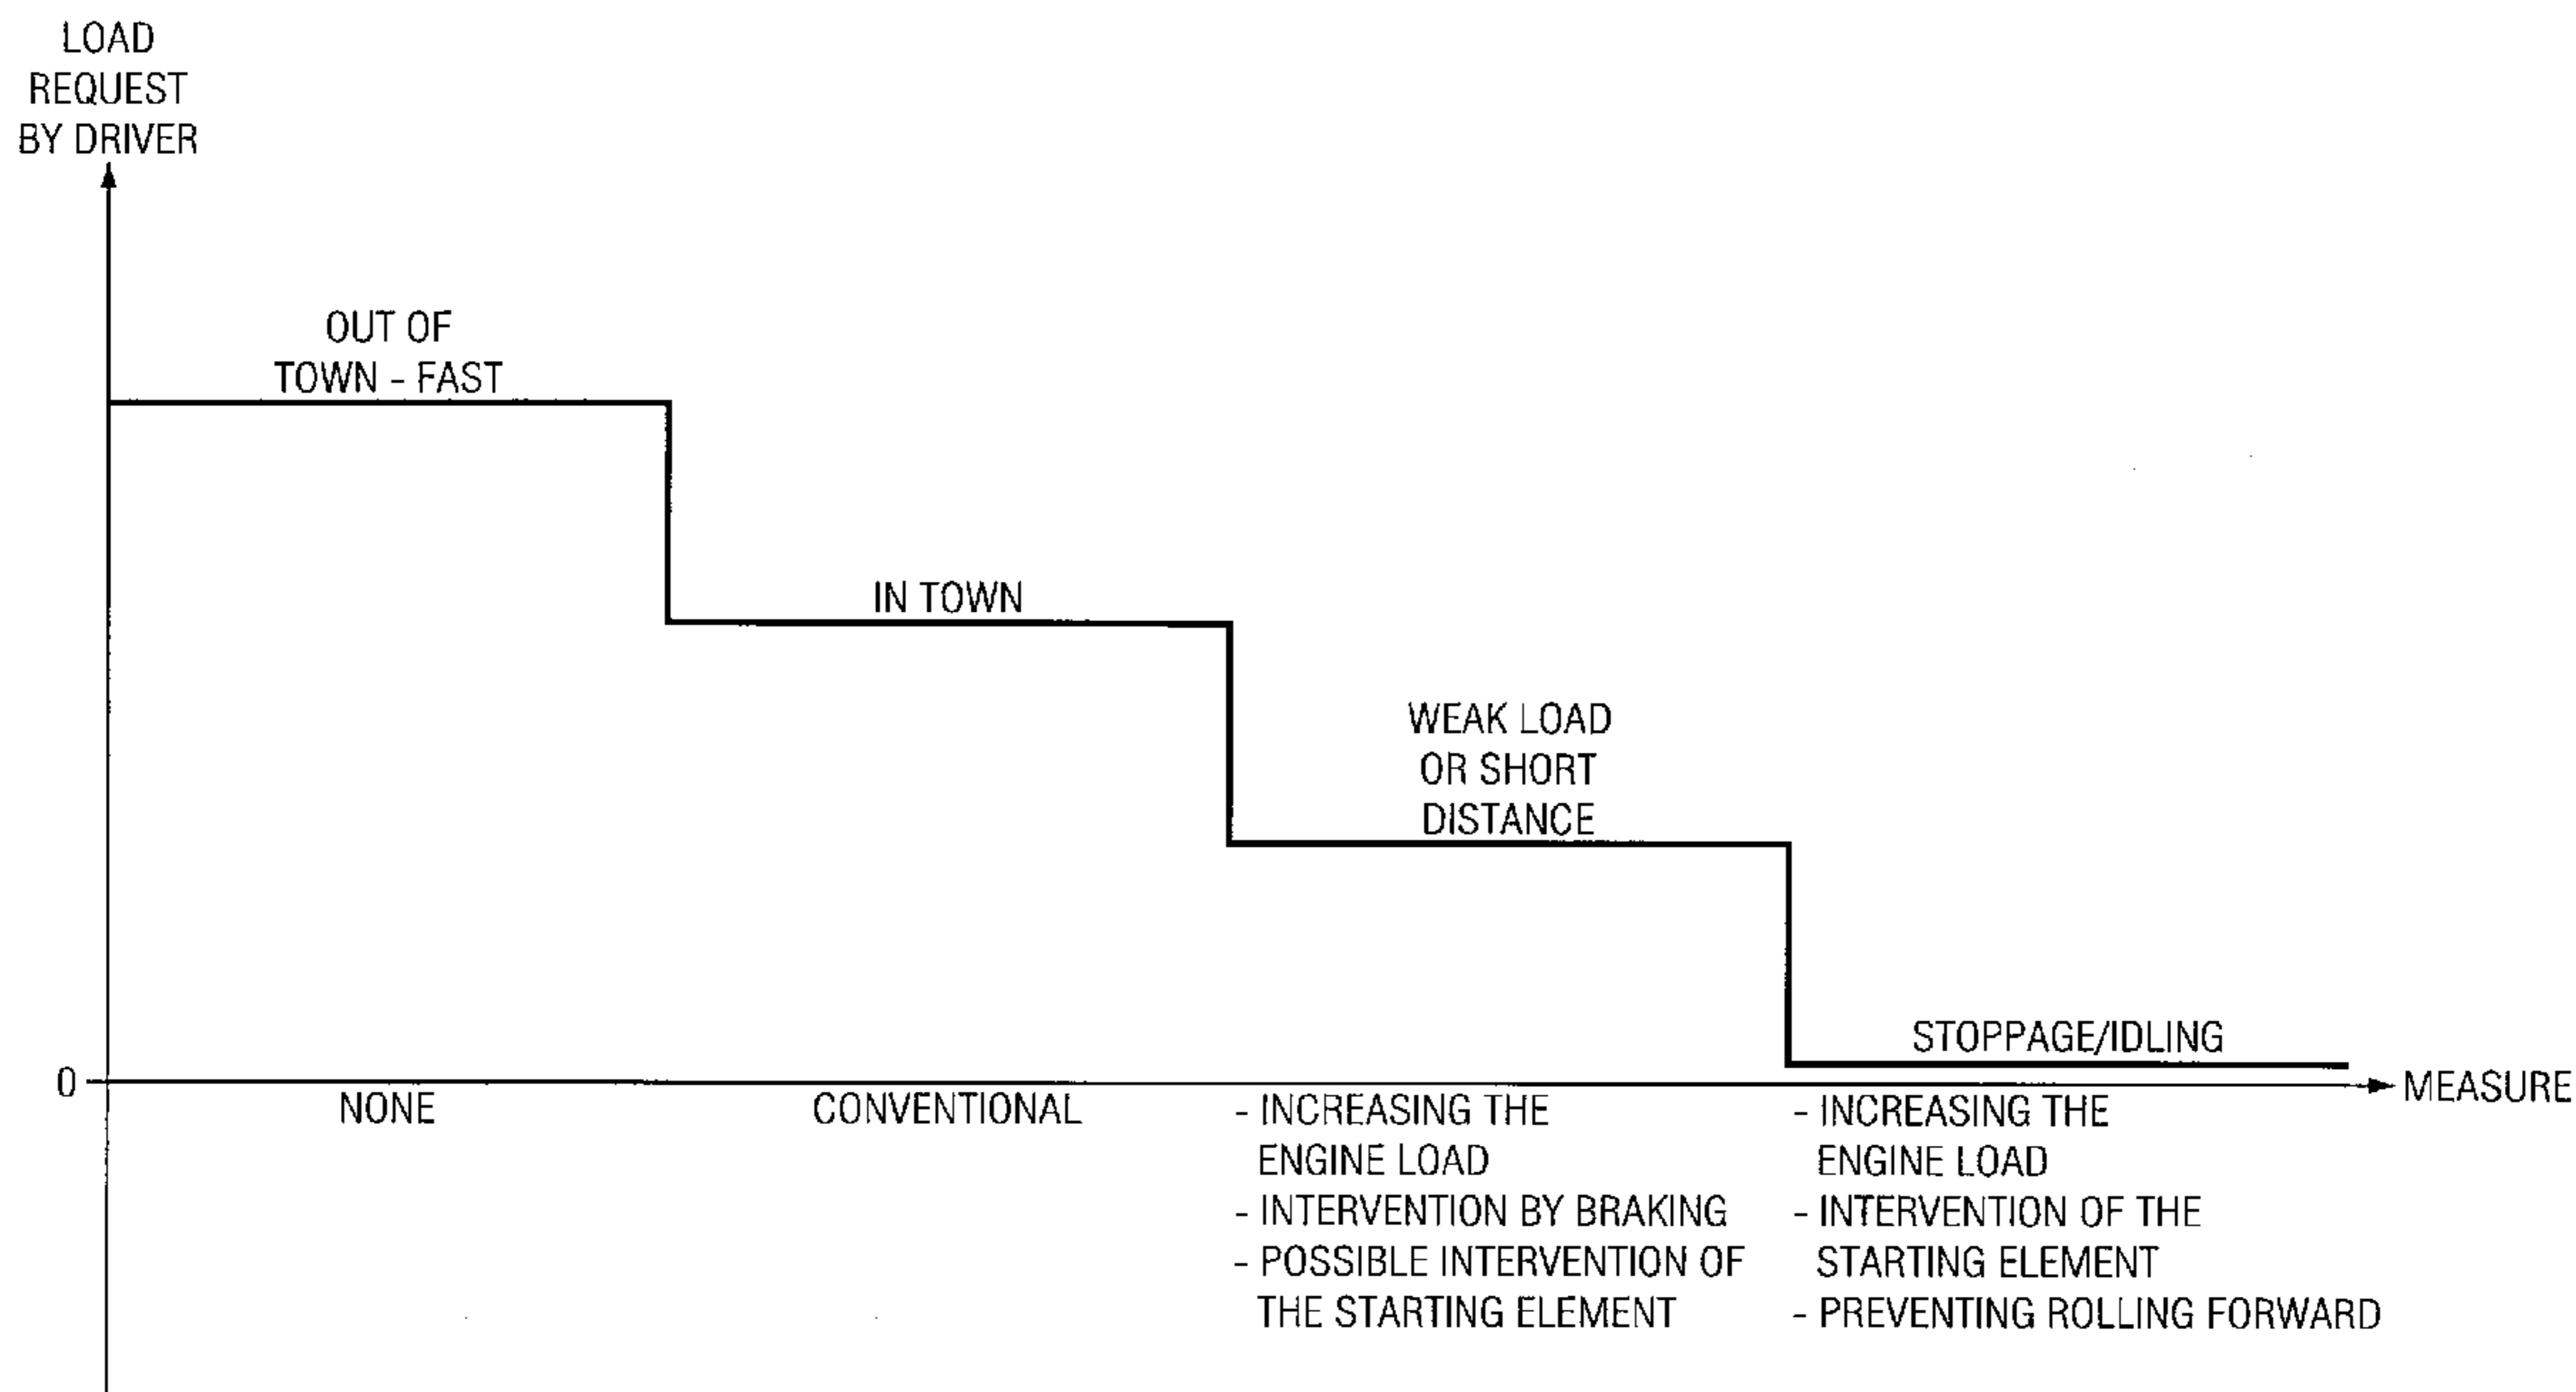 LOAD
REQUEST
BY DRIVER
OUT OF
TOWN - FAST
IN TOWN
WEAK LOAD
OR SHORT
DISTANCE
STOPPAGE/IDLING
0
MEASURE
NONE
CONVENTIONAL
- INCREASING THE
ENGINE LOAD
- INTERVENTION BY BRAKING
- POSSIBLE INTERVENTION OF
THE STARTING ELEMENT
- INCREASING THE
ENGINE LOAD
- INTERVENTION OF THE
STARTING ELEMENT
- PREVENTING ROLLING FORWARD